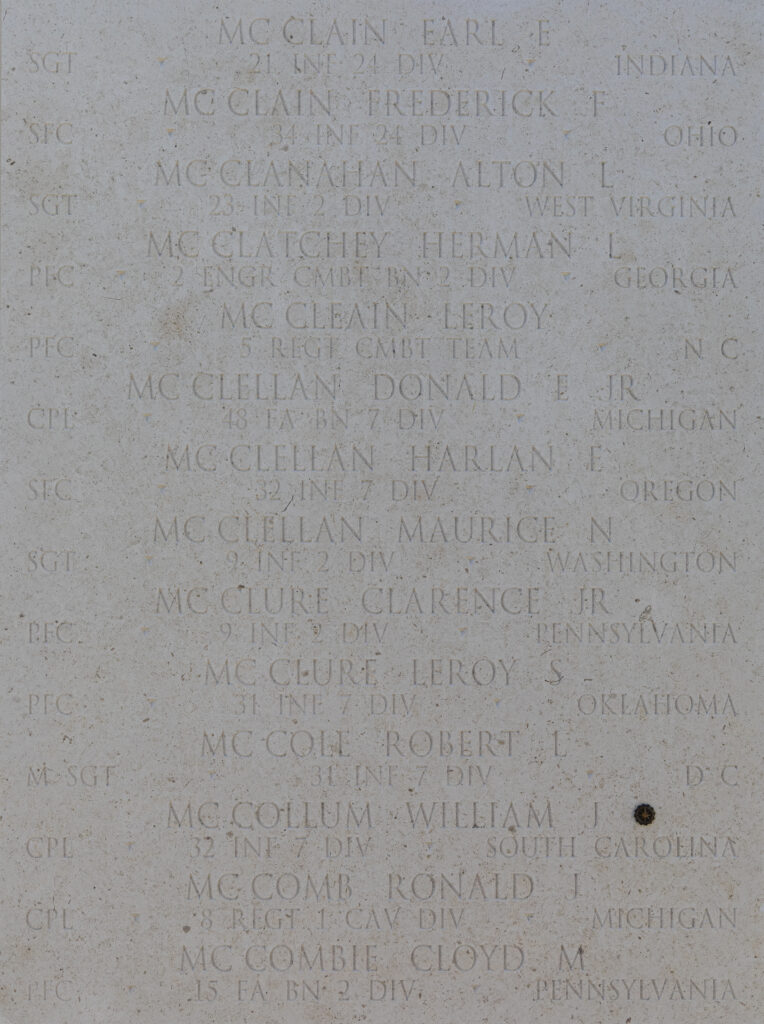 MC CLAIN EARL E
SGT 21 INF 24 DIV INDIANA
MC CLAIN FREDERICK F
SFC 34 INF 24 DIV OHIO
MC CLANAHAN ALTON L
SGT 23 INF 2 DIV WEST VIRGINIA
MC CLATCHEY HERMAN L
PFC 2 ENGR CMBT BN 2 DIV GEORGIA
MC CLEAIN LEROY
PFC 5 REGT CMBT TEAM N C
MC CLELLAN DONALD E JR
CPL 48 FA BN 7 DIV MICHIGAN
MC CLELLAN HARLAN E
SFC 32 INF 7 DIV OREGON
MC CLELLAN MAURICE N
SGT 9 INF 2 DIV WASHINGTON
MC CLURE CLARENCE JR
PFC 9 INF 2 DIV PENNSYLVANIA
MC CLURE LEROY S
PFC 31 INF 7 DIV OKLAHOMA
MC COLE ROBERT L
M SGT 31 INF 7 DIV D C
MC COLLUM WILLIAM J
CPL 32 INF 7 DIV SOUTH CAROLINA
MC COMB RONALD
CPL 8 REGT 1 CAV DIV MICHIGAN
MC COMBIE CLOYD M
PFC 15 FA BN 2 DIV PENNSYLVANIA